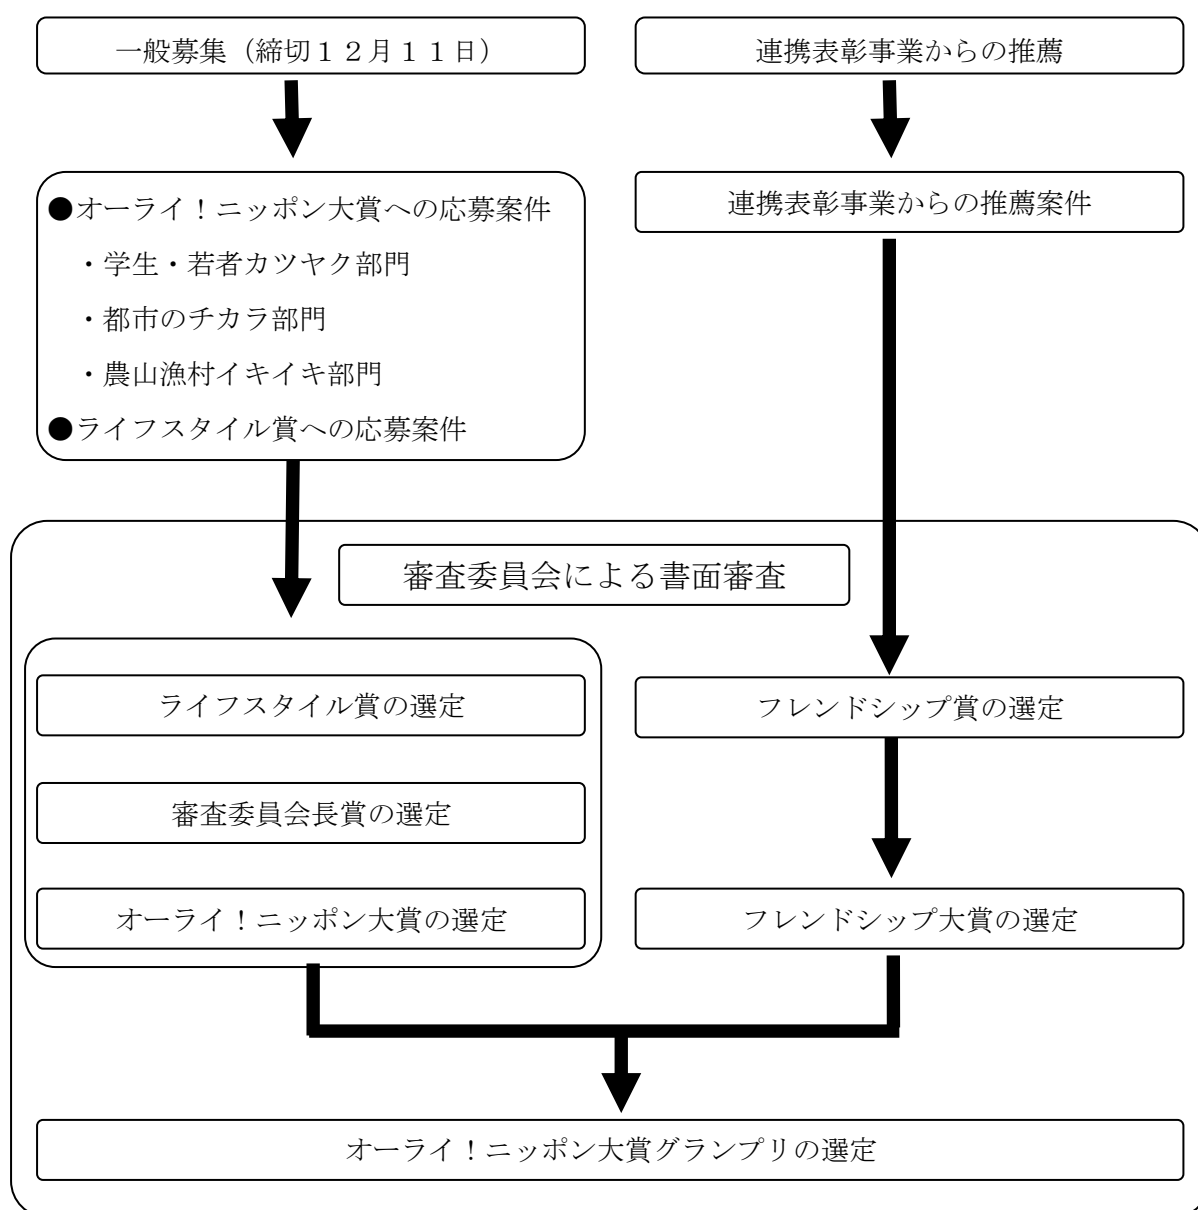 一般募集（締切１２月１１日）
連携表彰事業からの推薦
●オーライ！ニッポン大賞への応募案件
・学生・若者カツヤク部門
・都市のチカラ部門
・農山漁村イキイキ部門
●ライフスタイル賞への応募案件
連携表彰事業からの推薦案件
審査委員会による書面審査
ライフスタイル賞の選定
審査委員会長賞の選定
オーライ！ニッポン大賞の選定
フレンドシップ賞の選定
フレンドシップ大賞の選定
オーライ！ニッポン大賞グランプリの選定